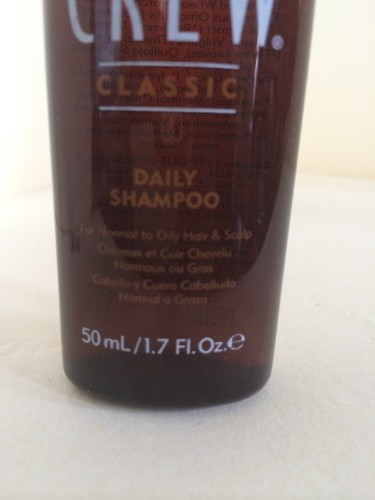 CREW®
CLASSIC
DAILY
SHAMPOO
For Normal to Oily Hair & Scalp
Cheveux et Cuir Chevelu
Normaux ou Gras
Cabello y Cuero Cabelludo
Normal o Graso
50 mL/1.7 Fl.Oz.℮